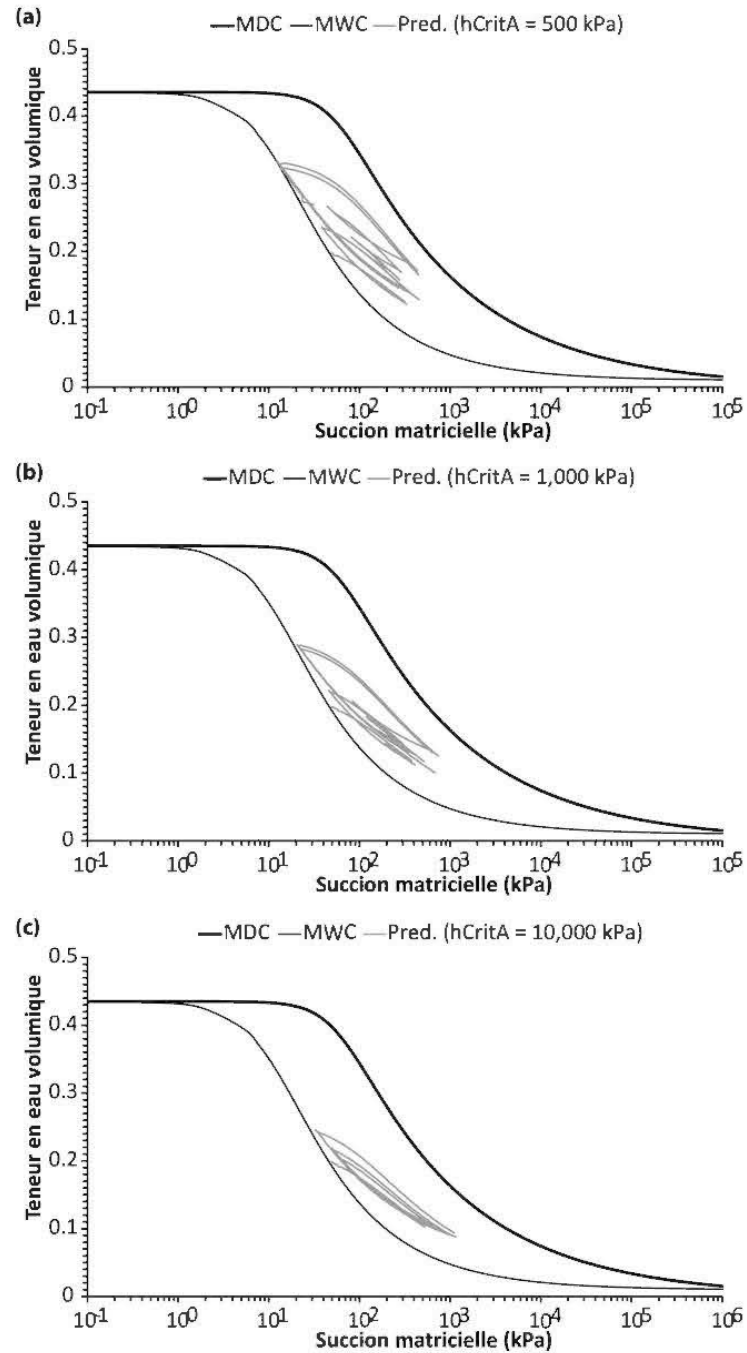 (a)
MDC MWC Pred. (hCritA = 500 kPa)
Teneur en eau volumique
0.5
0.4
0.3
0.2
0.1
0
10-1 100 101 102 103 104 105 105
Succion matricielle (kPa)
(b)
MDC MWC Pred. (hCritA = 1,000 kPa)
Teneur en eau volumique
0.5
0.4
0.3
0.2
0.1
0
10-1 100 101 102 103 104 105 105
Succion matricielle (kPa)
(c)
MDC MWC Pred. (hCritA = 10,000 kPa)
Teneur en eau volumique
0.5
0.4
0.3
0.2
0.1
0
10-1 100 101 102 103 104 105 106
Succion matricielle (kPa)